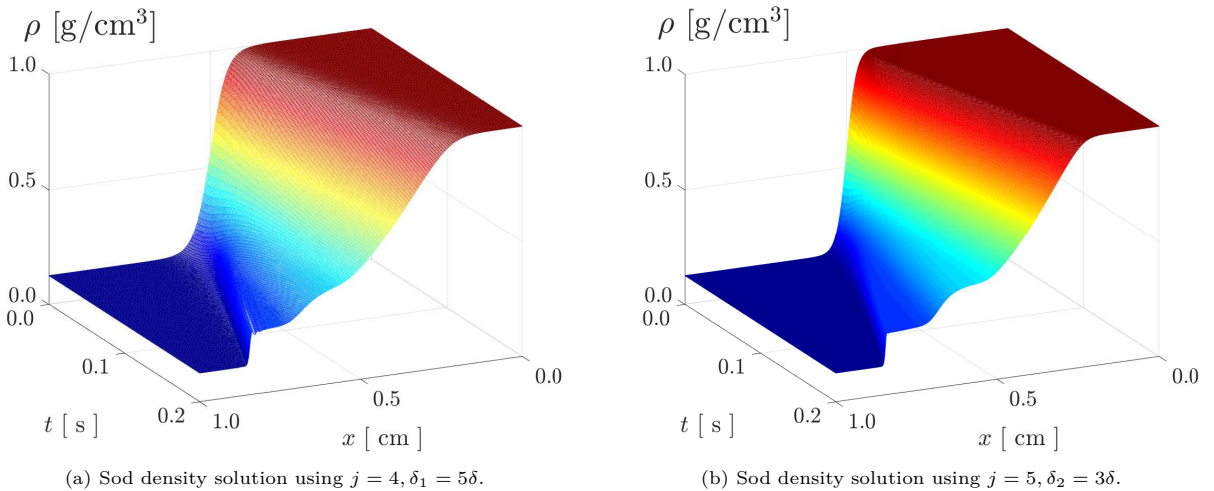 ρ [g/cm³]
1.0
0.5
0.0
0.0
0.1
0.2
t [ s ]
1.0
0.5
0.0
x [ cm ]
(a) Sod density solution using j = 4, δ₁ = 5δ.
ρ [g/cm³]
1.0
0.5
0.0
0.0
0.1
0.2
t [ s ]
1.0
0.5
0.0
x [ cm ]
(b) Sod density solution using j = 5, δ₂ = 3δ.